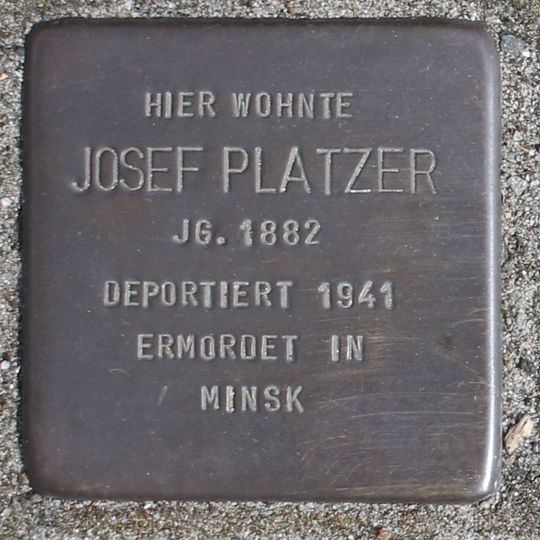 HIER WOHNTE
JOSEF PLATZER
JG. 1882
DEPORTIERT 1941
ERMORDET IN
MINSK